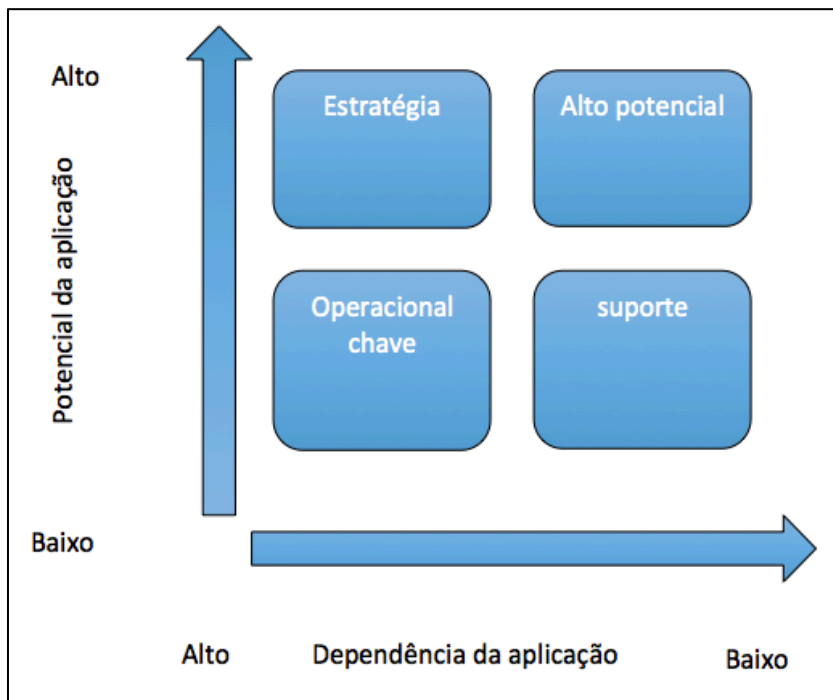 Alto
Estratégia
Alto potencial
Potencial da aplicação
Operacional
chave
suporte
Baixo
Alto
Dependência da aplicação
Baixo